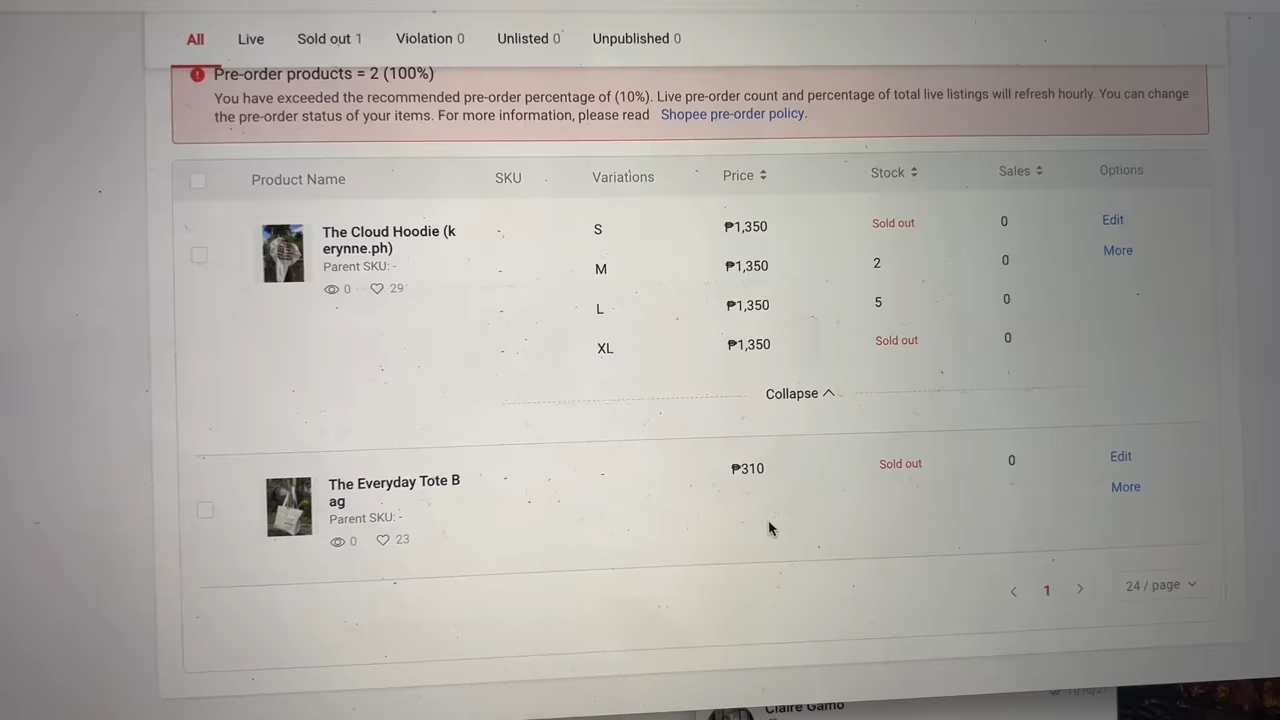 All Live Sold out 1 Violation 0 Unlisted 0 Unpublished 0
Pre-order products = 2 (100%)
You have exceeded the recommended pre-order percentage of (10%). Live pre-order count and percentage of total live listings will refresh hourly. You can change
the pre-order status of your items. For more information, please read Shopee pre-order policy.
Product Name SKU Variations Price Stock Sales Options
The Cloud Hoodie (k
erynne.ph)
Parent SKU: -
0 29
- S ₱1,350 Sold out 0 Edit
- M ₱1,350 2 0 More
- L ₱1,350 5 0
- XL ₱1,350 Sold out 0
Collapse
The Everyday Tote B
ag
Parent SKU: -
0 23
- - ₱310 Sold out 0 Edit
More
< 1 > 24 / page
Claire Gamo